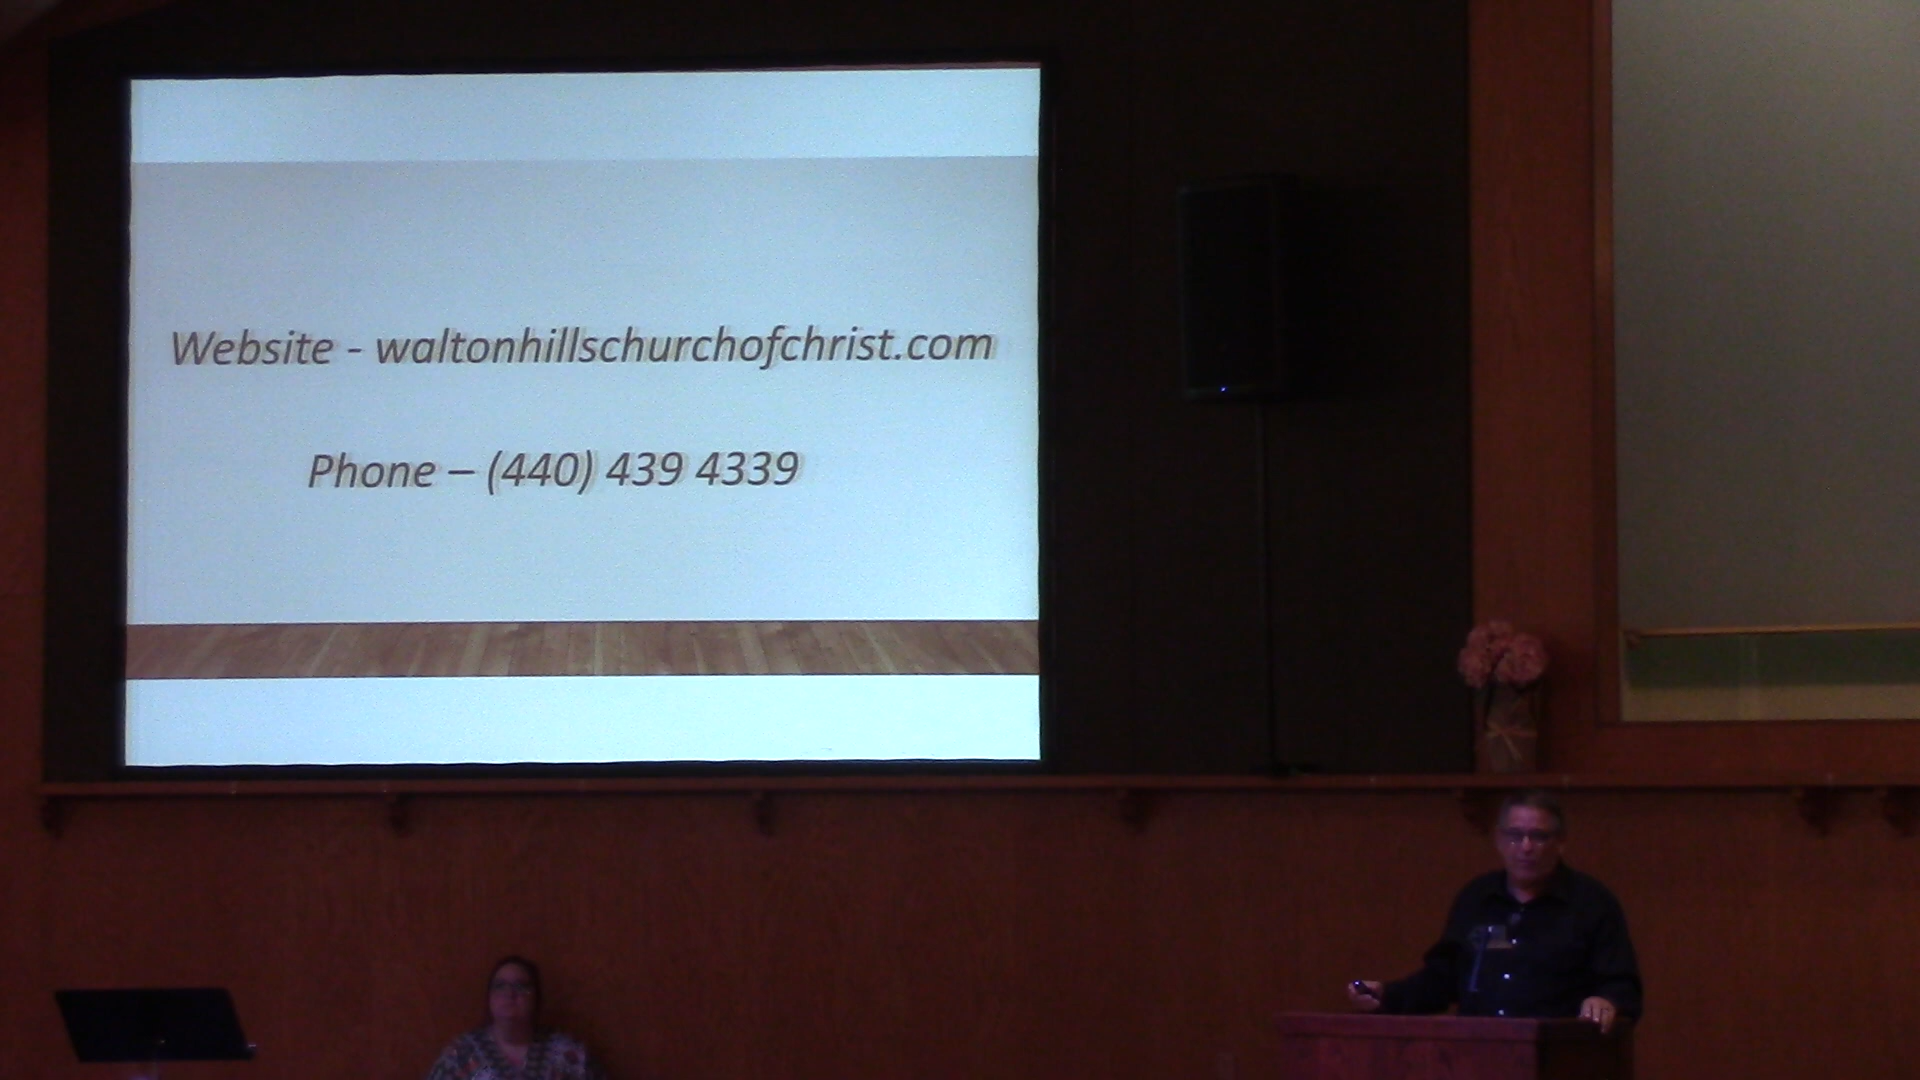 Website - waltonhillschurchofchrist.com
Phone – (440) 439 4339